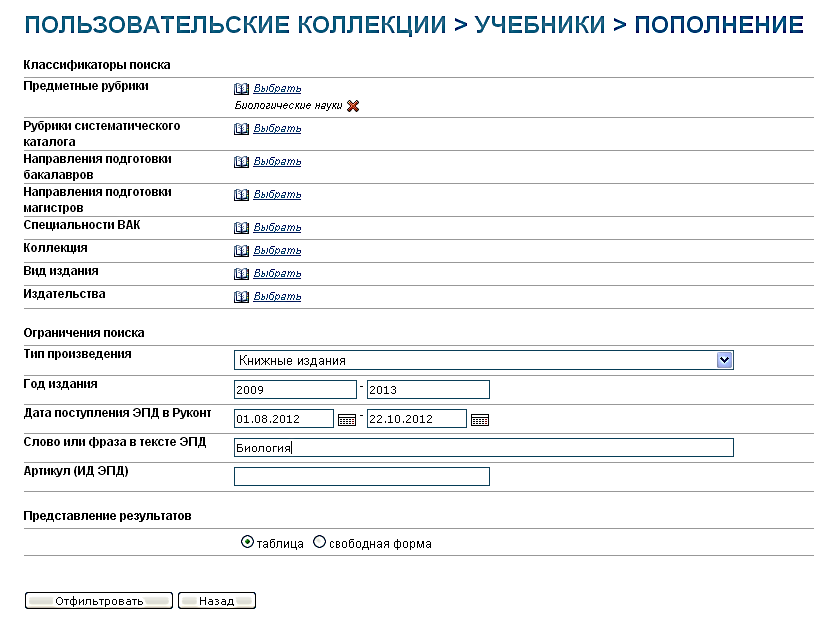 ПОЛЬЗОВАТЕЛЬСКИЕ КОЛЛЕКЦИИ > УЧЕБНИКИ > ПОПОЛНЕНИЕ
Классификаторы поиска
Предметные рубрики Выбрать
Биологические науки
Рубрики систематического каталога Выбрать
Направления подготовки бакалавров Выбрать
Направления подготовки магистров Выбрать
Специальности ВАК Выбрать
Коллекция Выбрать
Вид издания Выбрать
Издательства Выбрать
Ограничения поиска
Тип произведения Книжные издания
Год издания 2009 - 2013
Дата поступления ЭПД в Руконт 01.08.2012 - 22.10.2012
Слово или фраза в тексте ЭПД Биология
Артикул (ИД ЭПД)
Представление результатов
таблица свободная форма
Отфильтровать Назад